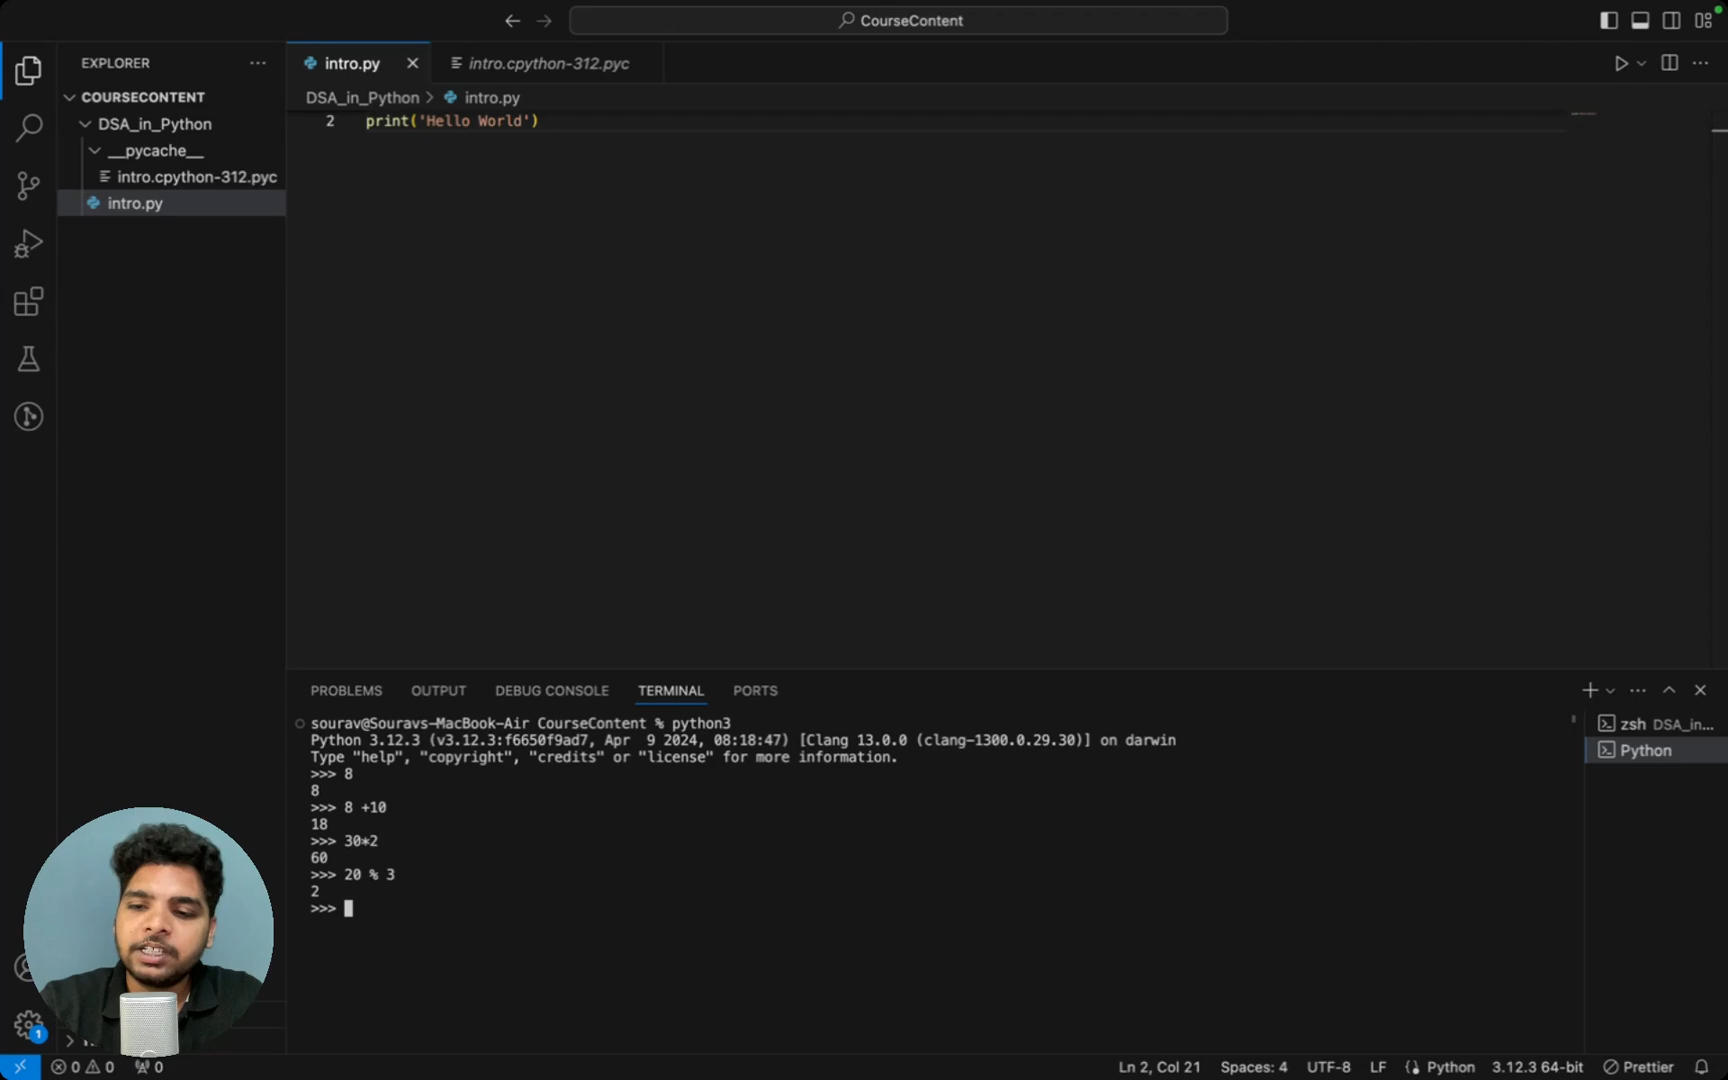 CourseContent
EXPLORER
COURSECONTENT
DSA_in_Python
__pycache__
intro.cpython-312.pyc
intro.py
intro.py
intro.cpython-312.pyc
DSA_in_Python > intro.py
2 print('Hello World')
PROBLEMS OUTPUT DEBUG CONSOLE TERMINAL PORTS
sourav@Souravs-MacBook-Air CourseContent % python3
Python 3.12.3 (v3.12.3:f6650f9ad7, Apr  9 2024, 08:18:47) [Clang 13.0.0 (clang-1300.0.29.30)] on darwin
Type "help", "copyright", "credits" or "license" for more information.
>>> 8
8
>>> 8 +10
18
>>> 30*2
60
>>> 20 % 3
2
>>>
zsh DSA_in...
Python
1
0 0 0
Ln 2, Col 21 Spaces: 4 UTF-8 LF Python 3.12.3 64-bit Prettier